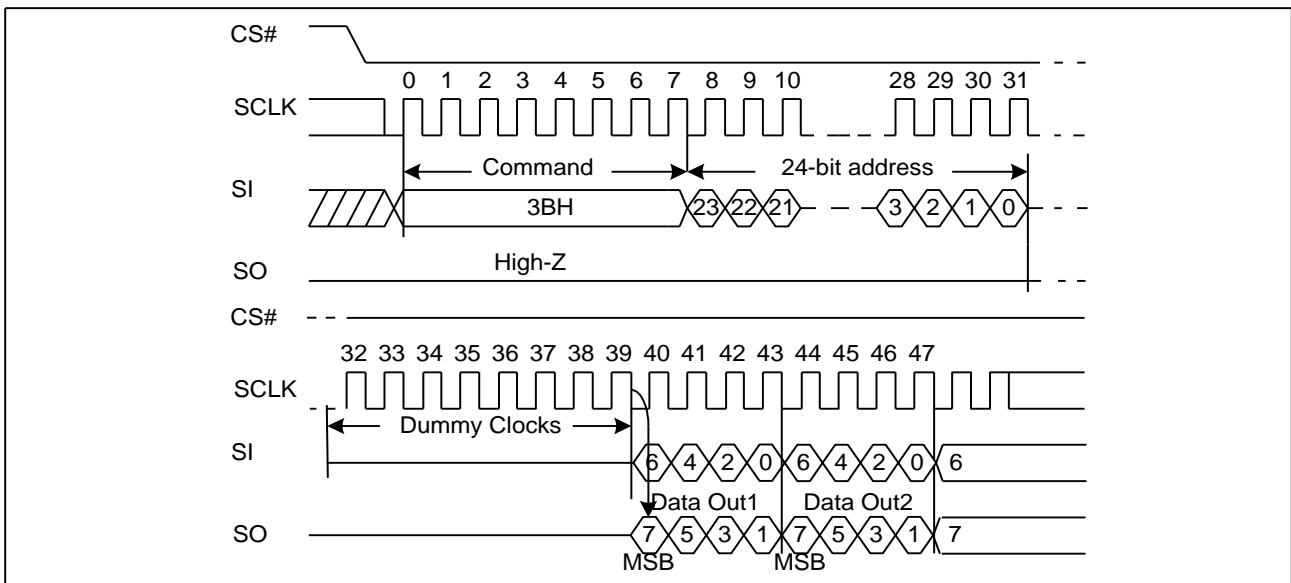 CS#
0 1 2 3 4 5 6 7 8 9 10 28 29 30 31
SCLK
Command 24-bit address
SI
3BH 23 22 21 3 2 1 0
High-Z
SO
CS#
32 33 34 35 36 37 38 39 40 41 42 43 44 45 46 47
SCLK
Dummy Clocks
SI
6 4 2 0 6 4 2 0 6
Data Out1 Data Out2
SO
7 5 3 1 7 5 3 1 7
MSB MSB